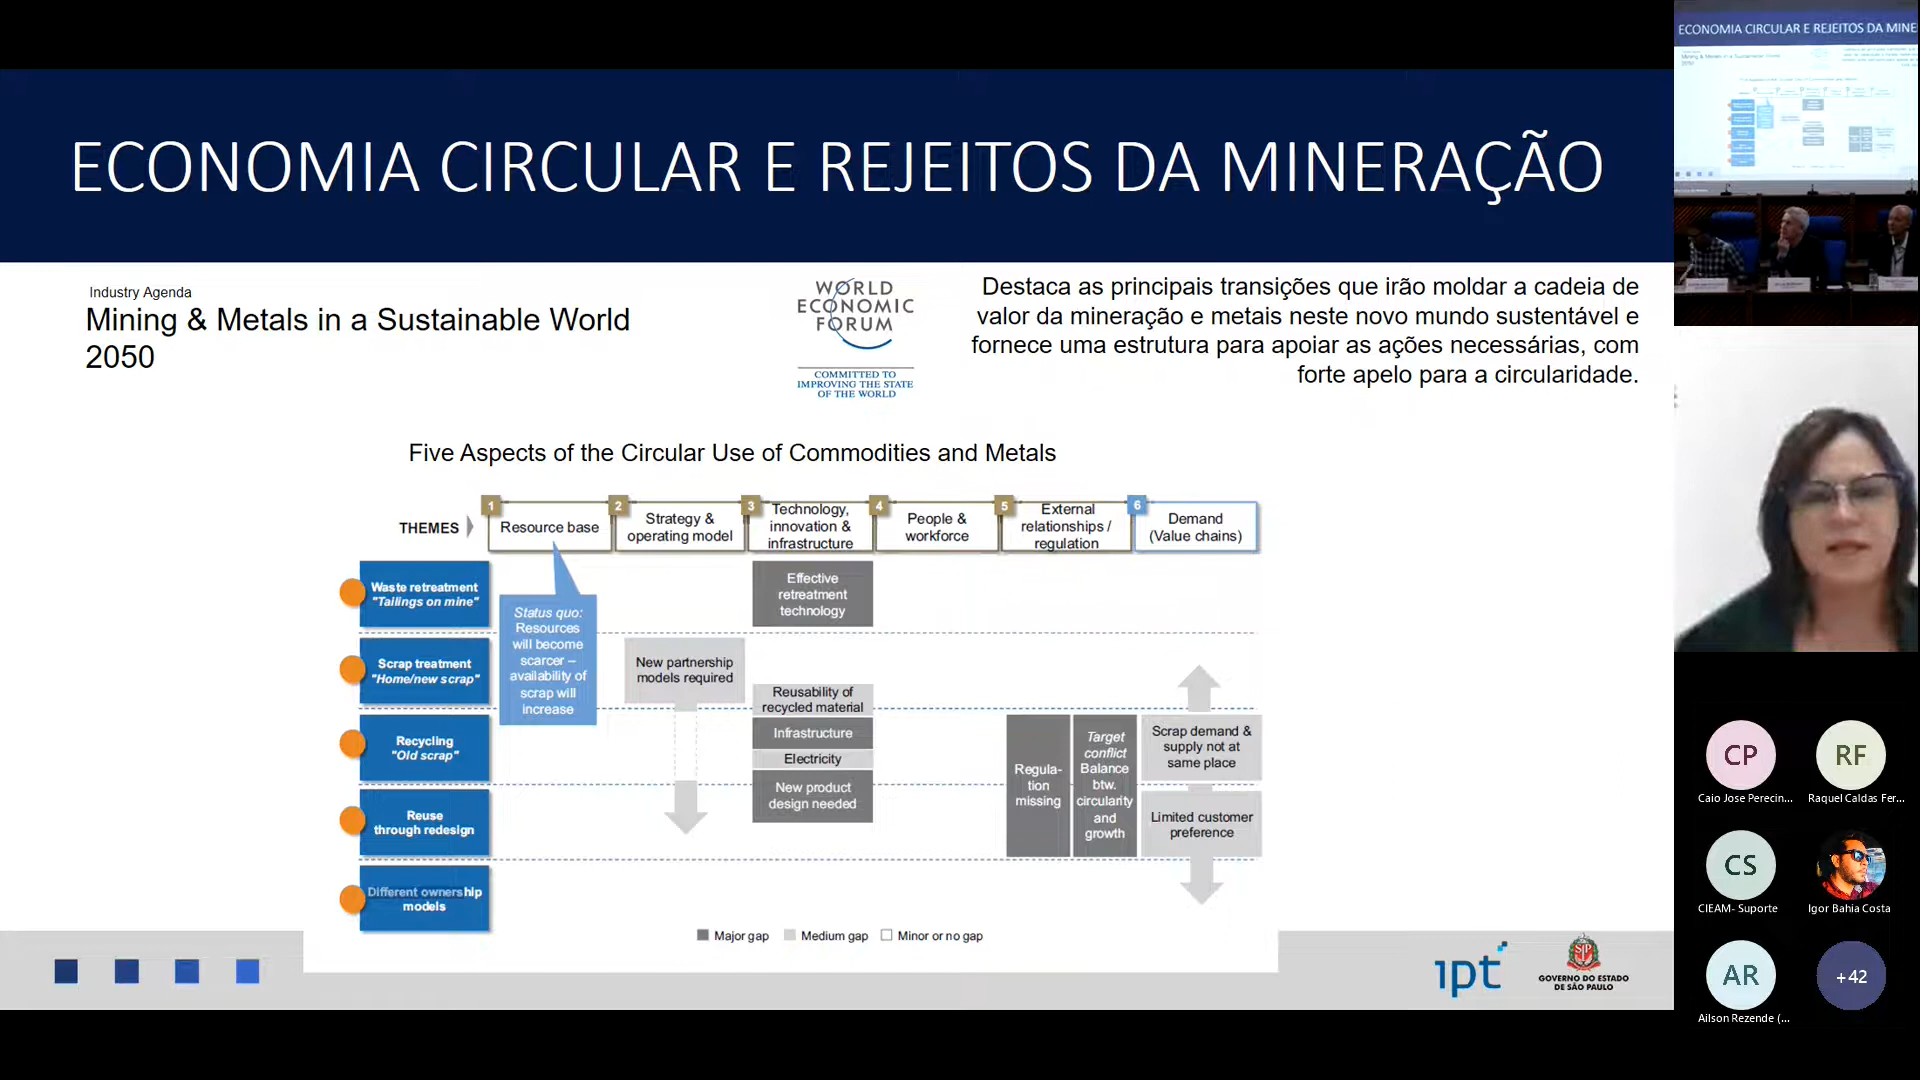 ECONOMIA CIRCULAR E REJEITOS DA MINERAÇÃO
Industry Agenda
Mining & Metals in a Sustainable World
2050
WORLD
ECONOMIC
FORUM
COMMITTED TO
IMPROVING THE STATE
OF THE WORLD
Destaca as principais transições que irão moldar a cadeia de
valor da mineração e metais neste novo mundo sustentável e
fornece uma estrutura para apoiar as ações necessárias, com
forte apelo para a circularidade.
Five Aspects of the Circular Use of Commodities and Metals
THEMES
1
Resource base
2
Strategy &
operating model
3
Technology,
innovation &
infrastructure
4
People &
workforce
5
External
relationships /
regulation
6
Demand
(Value chains)
Waste retreatment
"Tailings on mine"
Scrap treatment
"Home/new scrap"
Recycling
"Old scrap"
Reuse
through redesign
Different ownership
models
Status quo:
Resources
will become
scarcer –
availability of
scrap will
increase
New partnership
models required
Effective
retreatment
technology
Reusability of
recycled material
Infrastructure
Electricity
New product
design needed
Regula-
tion
missing
Target
conflict
Balance
btw.
circularity
and
growth
Scrap demand &
supply not at
same place
Limited customer
preference
Major gap
Medium gap
Minor or no gap
ipt
SP
GOVERNO DO ESTADO
DE SÃO PAULO
ECONOMIA CIRCULAR E REJEITOS DA MINE
Mining & Metals in a Sustainable World
2050
CP
Caio Jose Perecin...
RF
Raquel Caldas Fer...
CS
CIEAM- Suporte
Igor Bahia Costa
AR
Ailson Rezende (...
+42